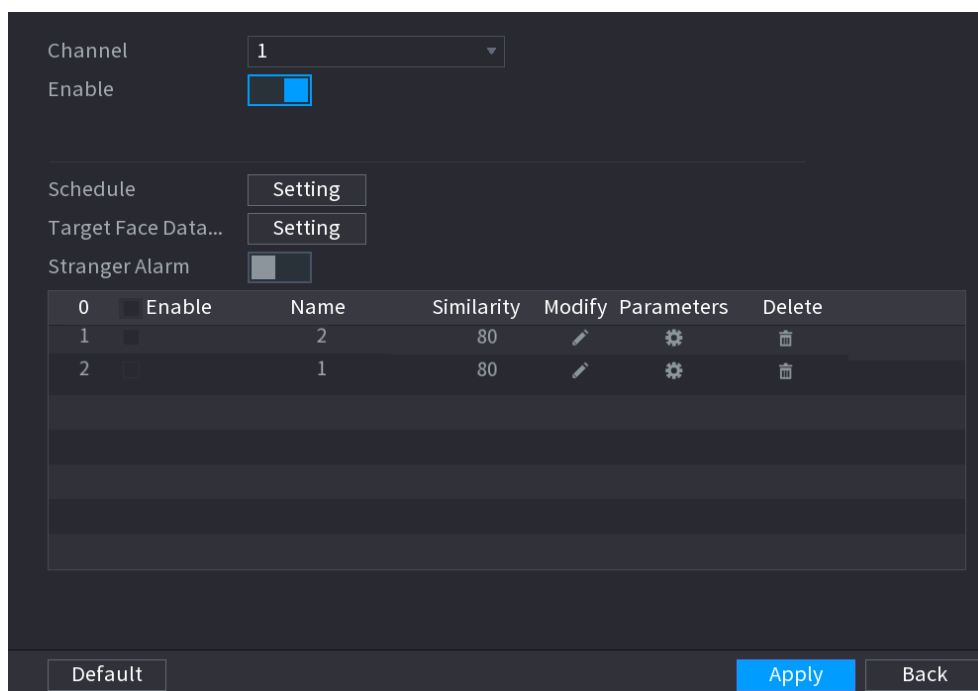 Channel 1
Enable
Schedule Setting
Target Face Data... Setting
Stranger Alarm
0 Enable Name Similarity Modify Parameters Delete
1 2 80
2 1 80
Default Apply Back